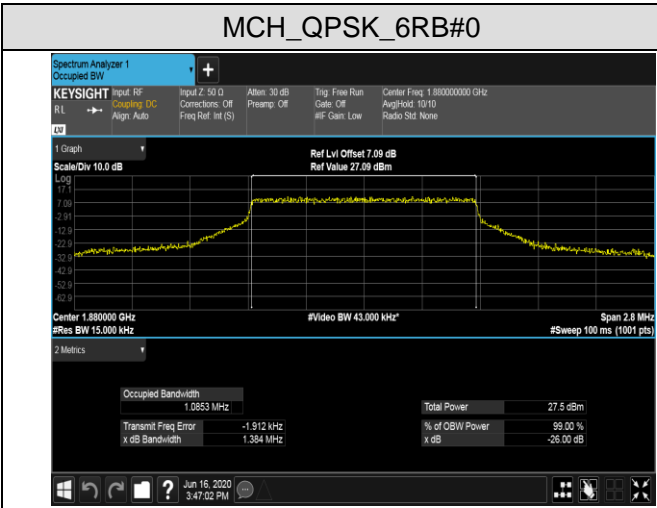 MCH_QPSK_6RB#0
Spectrum Analyzer 1
Occupied BW
+
KEYSIGHT Input: RF Input Z: 50 Ω Atten: 30 dB Trig: Free Run Center Freq: 1.880000000 GHz
RL Coupling: DC Corrections: Off Preamp: Off Gate: Off Avg|Hold: 10/10
Align: Auto Freq Ref: Int (S) #IF Gain: Low Radio Std: None
LXI
1 Graph
Ref Lvl Offset 7.09 dB
Scale/Div 10.0 dB Ref Value 27.09 dBm
Log
17.1
7.09
-2.91
-12.9
-22.9
-32.9
-42.9
-52.9
-62.9
Center 1.880000 GHz #Video BW 43.000 kHz* Span 2.8 MHz
#Res BW 15.000 kHz #Sweep 100 ms (1001 pts)
2 Metrics
Occupied Bandwidth
1.0853 MHz Total Power 27.5 dBm
Transmit Freq Error -1.912 kHz % of OBW Power 99.00 %
x dB Bandwidth 1.384 MHz x dB -26.00 dB
? Jun 16, 2020
3:47:02 PM